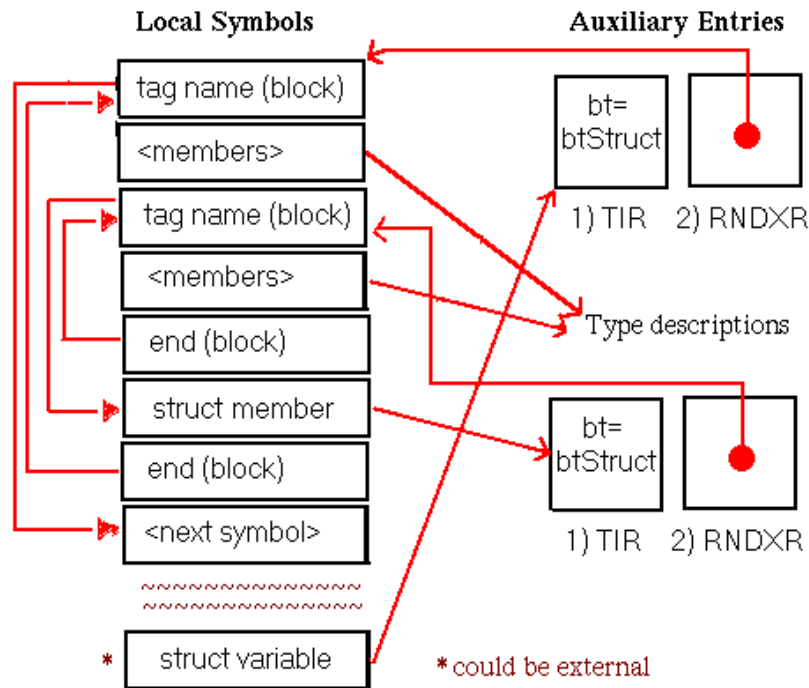 Local Symbols
Auxiliary Entries
tag name (block)
<members>
tag name (block)
<members>
end (block)
struct member
end (block)
<next symbol>
~~~~~~~~~~~~~~
~~~~~~~~~~~~~~
* struct variable
bt=
btStruct
1) TIR
2) RNDXR
Type descriptions
bt=
btStruct
1) TIR
2) RNDXR
* could be external